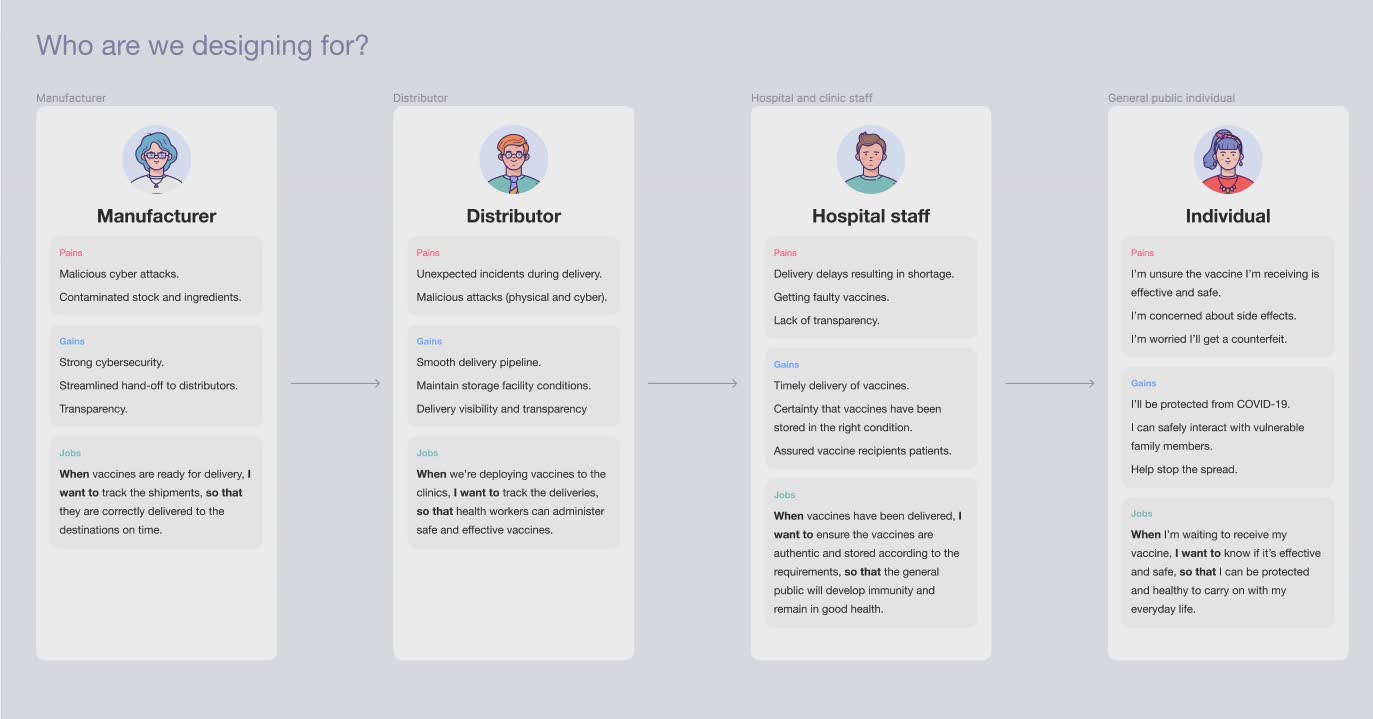 Who are we designing for?
Manufacturer
Manufacturer
Pains
Malicious cyber attacks.
Contaminated stock and ingredients.
Gains
Strong cybersecurity.
Streamlined hand-off to distributors.
Transparency.
Jobs
When vaccines are ready for delivery, I
want to track the shipments, so that
they are correctly delivered to the
destinations on time.
Distributor
Distributor
Pains
Unexpected incidents during delivery.
Malicious attacks (physical and cyber).
Gains
Smooth delivery pipeline.
Maintain storage facility conditions.
Delivery visibility and transparency
Jobs
When we’re deploying vaccines to the
clinics, I want to track the deliveries,
so that health workers can administer
safe and effective vaccines.
Hospital and clinic staff
Hospital staff
Pains
Delivery delays resulting in shortage.
Getting faulty vaccines.
Lack of transparency.
Gains
Timely delivery of vaccines.
Certainty that vaccines have been
stored in the right condition.
Assured vaccine recipients patients.
Jobs
When vaccines have been delivered, I
want to ensure the vaccines are
authentic and stored according to the
requirements, so that the general
public will develop immunity and
remain in good health.
General public individual
Individual
Pains
I’m unsure the vaccine I’m receiving is
effective and safe.
I’m concerned about side effects.
I’m worried I’ll get a counterfeit.
Gains
I’ll be protected from COVID-19.
I can safely interact with vulnerable
family members.
Help stop the spread.
Jobs
When I’m waiting to receive my
vaccine, I want to know if it’s effective
and safe, so that I can be protected
and healthy to carry on with my
everyday life.